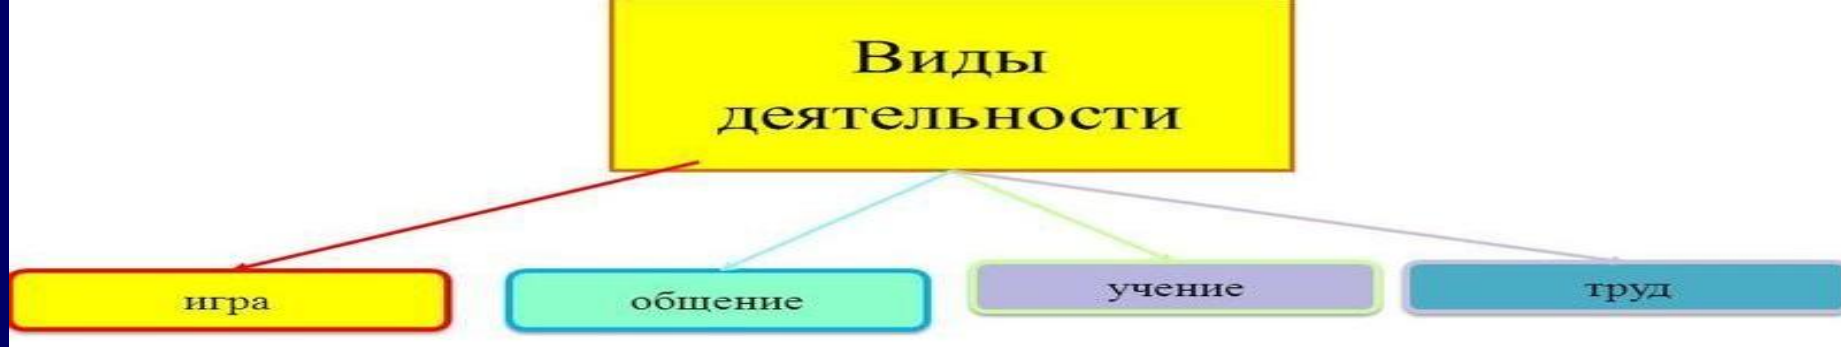 Виды
деятельности
игра
общение
учение
труд